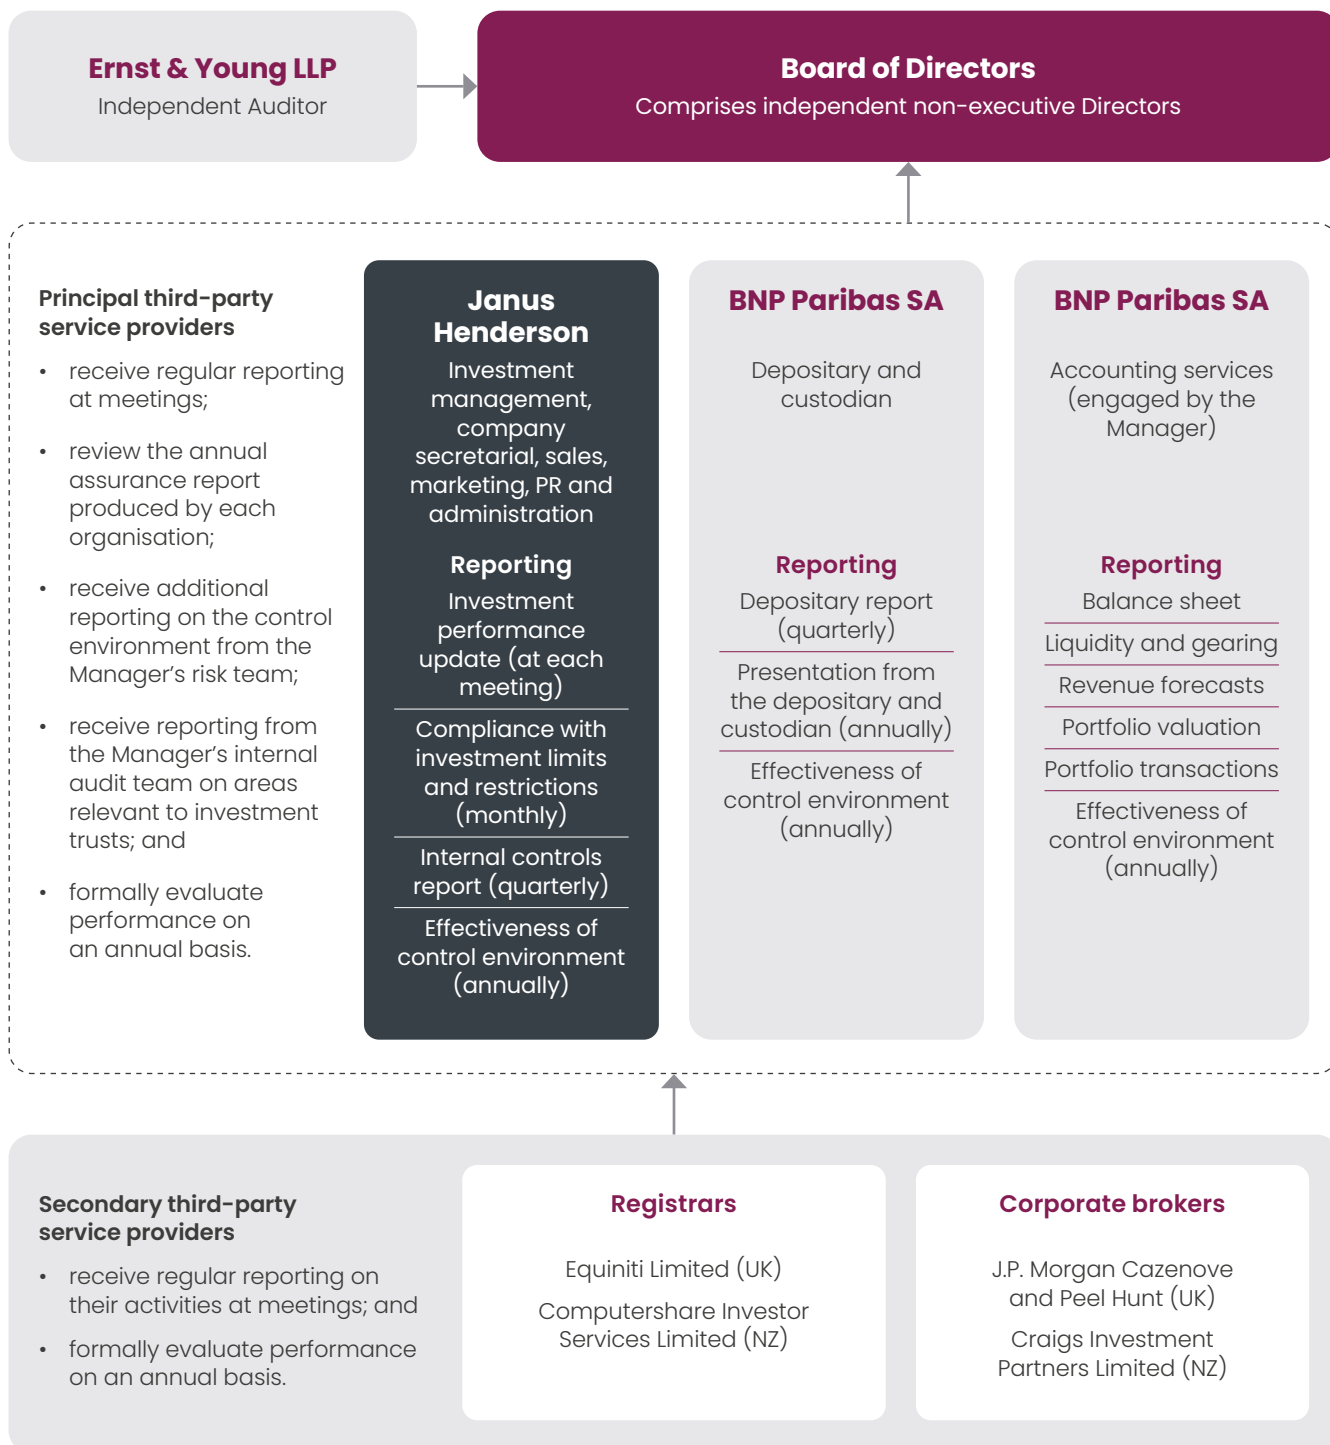 Ernst & Young LLP
Independent Auditor
Board of Directors
Comprises independent non-executive Directors
Principal third-party
service providers
• receive regular reporting
at meetings;
• review the annual
assurance report
produced by each
organisation;
• receive additional
reporting on the control
environment from the
Manager’s risk team;
• receive reporting from
the Manager’s internal
audit team on areas
relevant to investment
trusts; and
• formally evaluate
performance on
an annual basis.
Janus
Henderson
Investment
management,
company
secretarial, sales,
marketing, PR and
administration
Reporting
Investment
performance
update (at each
meeting)
Compliance with
investment limits
and restrictions
(monthly)
Internal controls
report (quarterly)
Effectiveness of
control environment
(annually)
BNP Paribas SA
Depositary and
custodian
Reporting
Depositary report
(quarterly)
Presentation from
the depositary and
custodian (annually)
Effectiveness of
control environment
(annually)
BNP Paribas SA
Accounting services
(engaged by the
Manager)
Reporting
Balance sheet
Liquidity and gearing
Revenue forecasts
Portfolio valuation
Portfolio transactions
Effectiveness of
control environment
(annually)
Secondary third-party
service providers
• receive regular reporting on
their activities at meetings; and
• formally evaluate performance
on an annual basis.
Registrars
Equiniti Limited (UK)
Computershare Investor
Services Limited (NZ)
Corporate brokers
J.P. Morgan Cazenove
and Peel Hunt (UK)
Craigs Investment
Partners Limited (NZ)